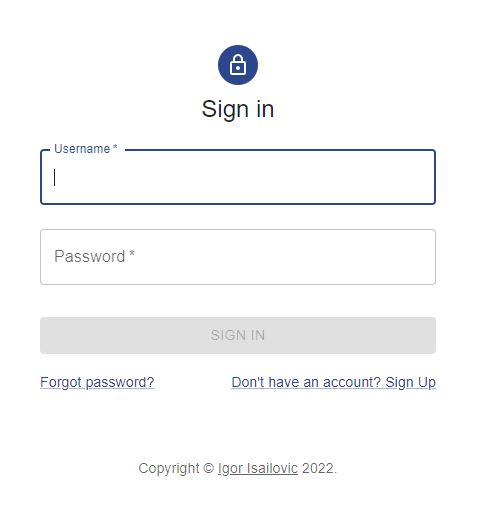 Sign in
Username *
Password *
SIGN IN
Forgot password? Don't have an account? Sign Up
Copyright © Igor Isailovic 2022.